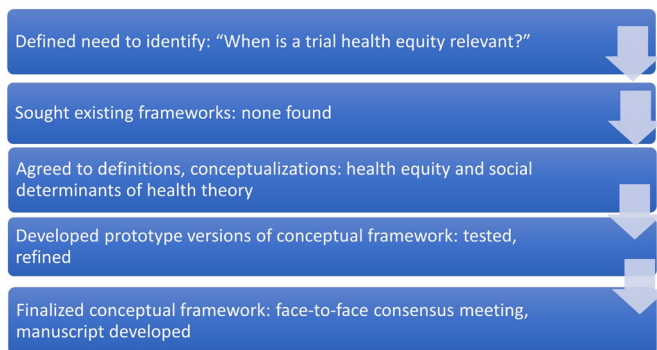 Defined need to identify: “When is a trial health equity relevant?”
Sought existing frameworks: none found
Agreed to definitions, conceptualizations: health equity and social
determinants of health theory
Developed prototype versions of conceptual framework: tested,
refined
Finalized conceptual framework: face-to-face consensus meeting,
manuscript developed